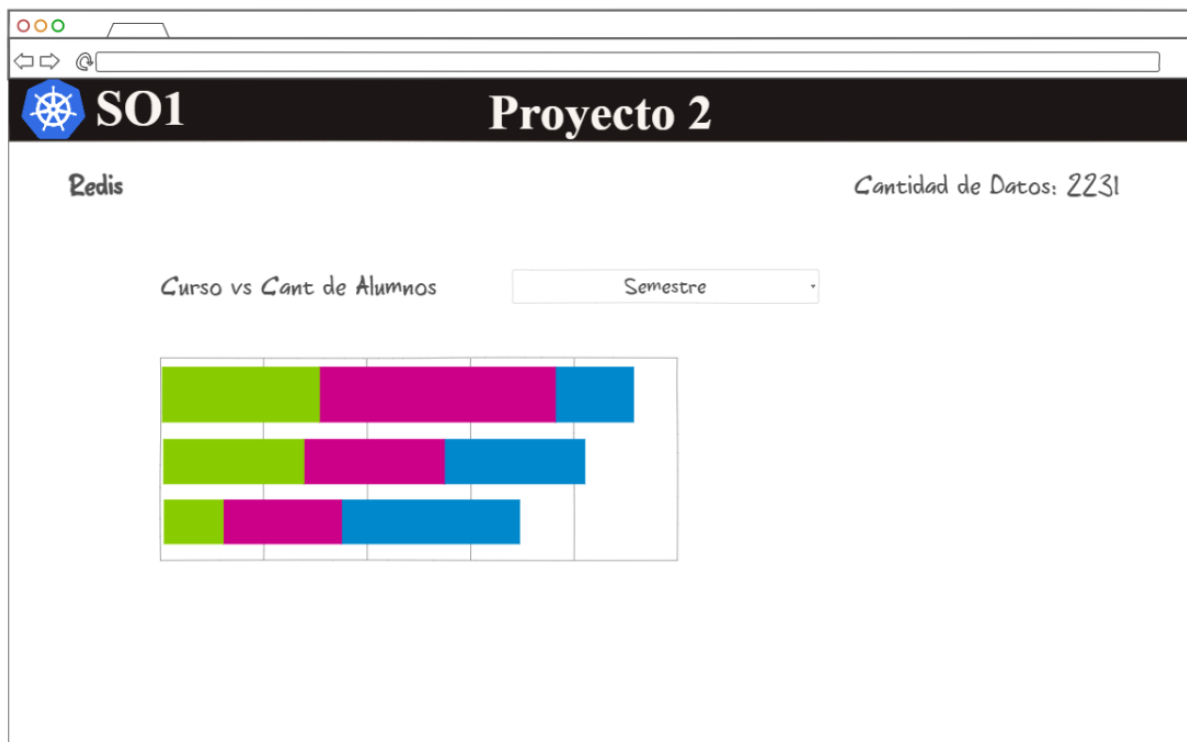 SO1 Proyecto 2
Redis Cantidad de Datos: 2231
Curso vs Cant de Alumnos Semestre